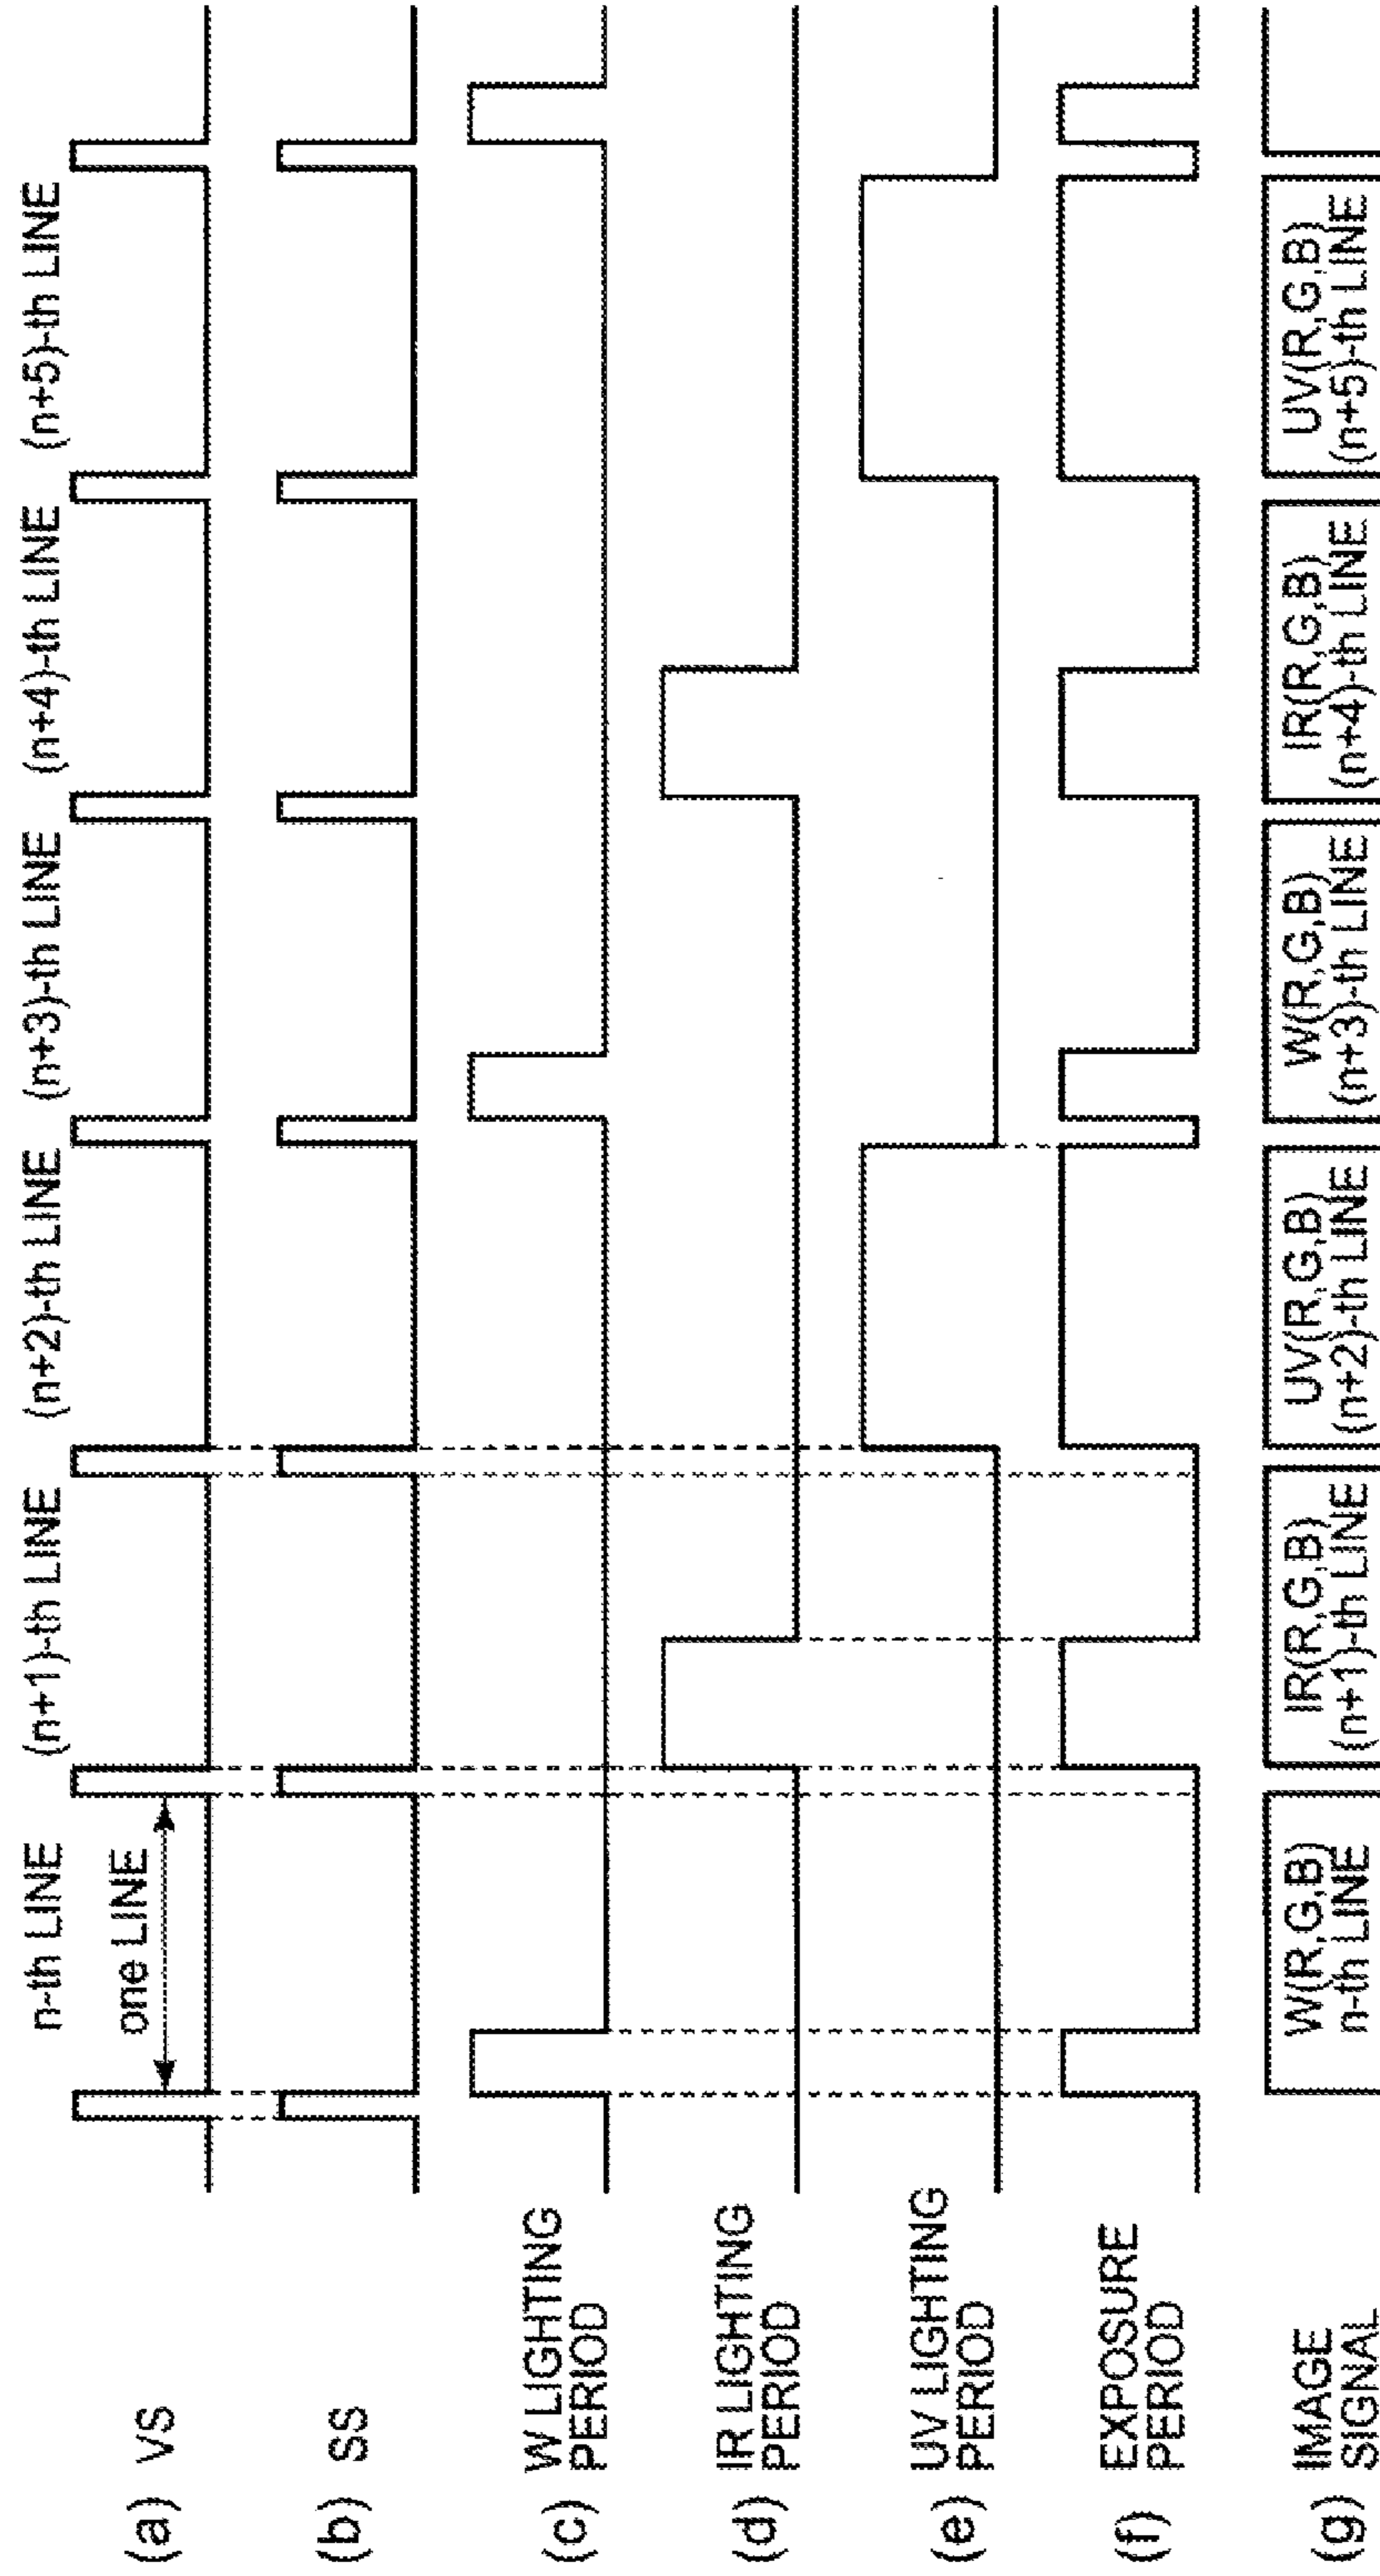 n-th LINE
(n+1)-th LINE
(n+2)-th LINE
(n+3)-th LINE
(n+4)-th LINE
(n+5)-th LINE
one LINE
(a) VS
(b) SS
(c) W LIGHTING
PERIOD
(d) IR LIGHTING
PERIOD
(e) UV LIGHTING
PERIOD
(f) EXPOSURE
PERIOD
(g) IMAGE
SIGNAL
W(R,G,B)
n-th LINE
IR(R,G,B)
(n+1)-th LINE
UV(R,G,B)
(n+2)-th LINE
W(R,G,B)
(n+3)-th LINE
IR(R,G,B)
(n+4)-th LINE
UV(R,G,B)
(n+5)-th LINE